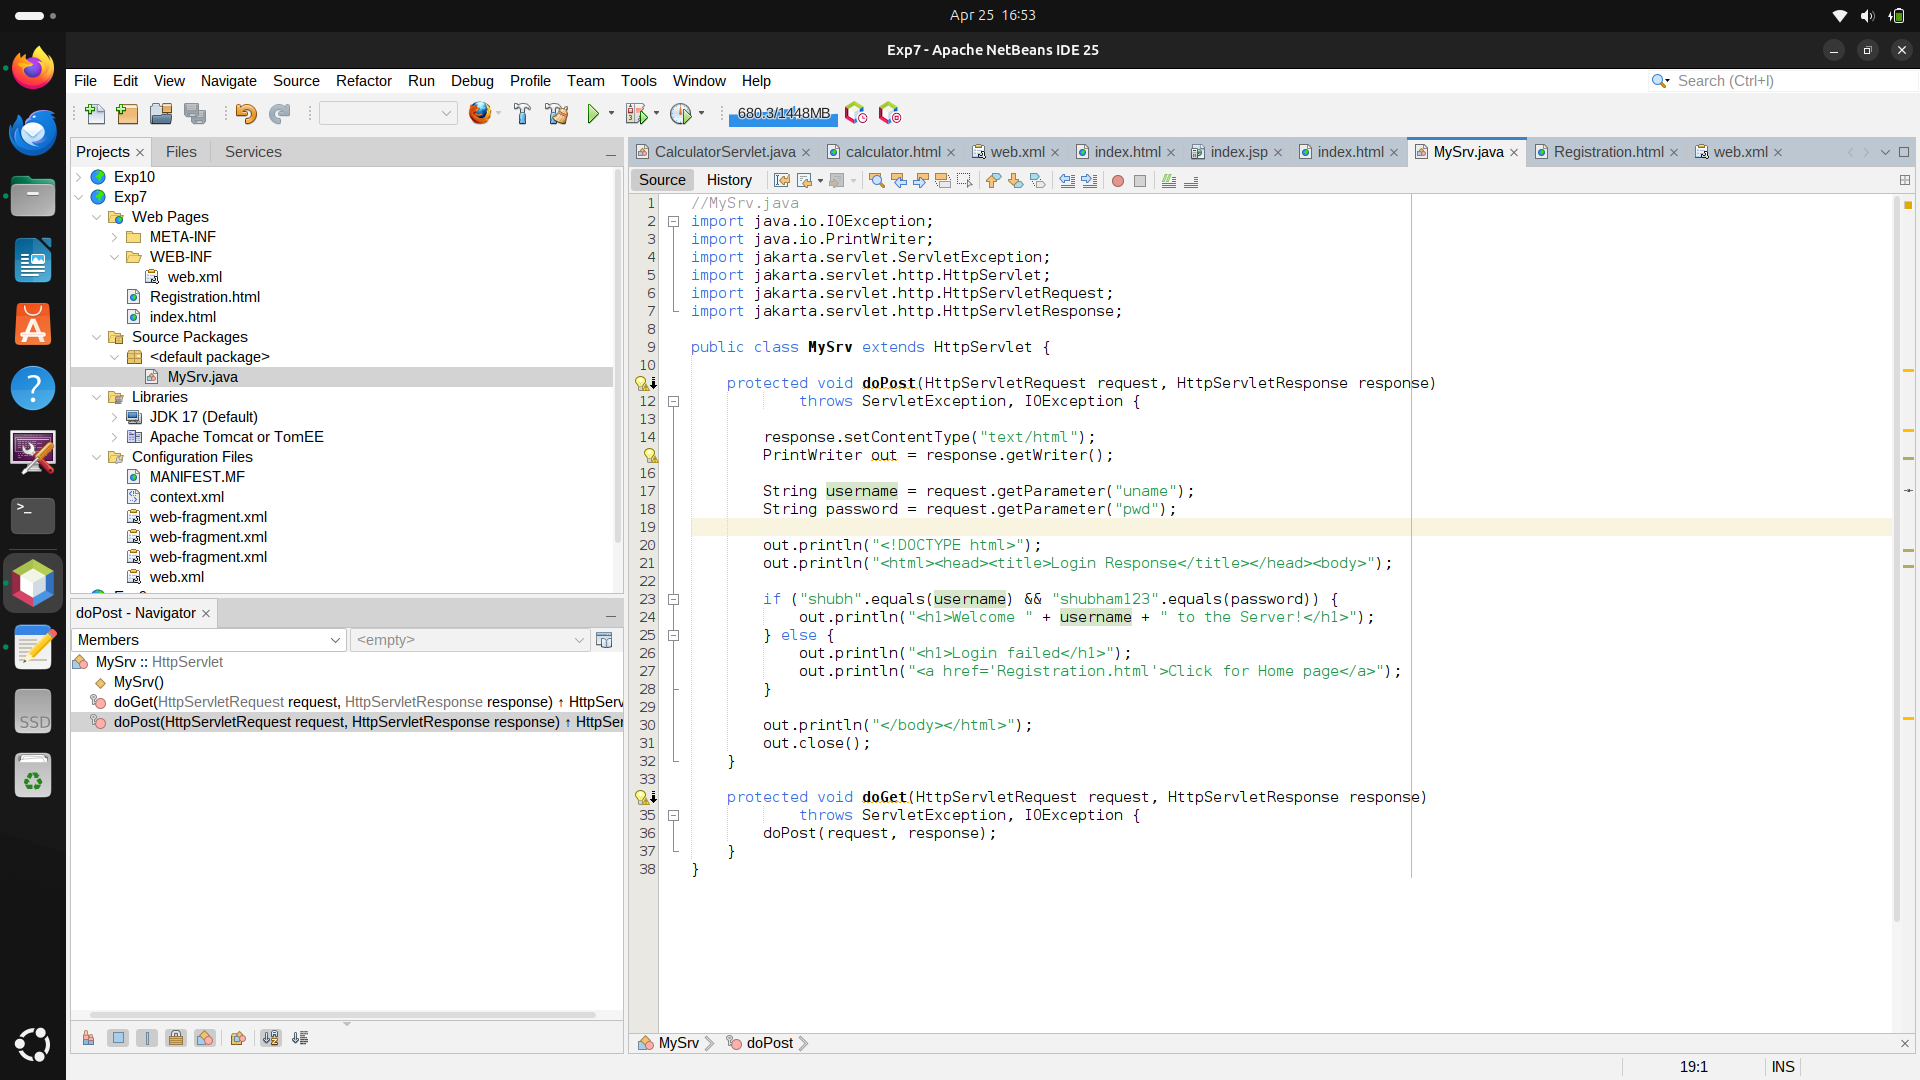 Apr 25 16:53
Exp7 - Apache NetBeans IDE 25
File Edit View Navigate Source Refactor Run Debug Profile Team Tools Window Help
Search (Ctrl+I)
680.3/1448MB
Projects Files Services
Exp10
Exp7
Web Pages
META-INF
WEB-INF
web.xml
Registration.html
index.html
Source Packages
<default package>
MySrv.java
Libraries
JDK 17 (Default)
Apache Tomcat or TomEE
Configuration Files
MANIFEST.MF
context.xml
web-fragment.xml
web-fragment.xml
web-fragment.xml
web.xml
doPost - Navigator
Members <empty>
MySrv :: HttpServlet
MySrv()
doGet(HttpServletRequest request, HttpServletResponse response) ↑ HttpServ
doPost(HttpServletRequest request, HttpServletResponse response) ↑ HttpSer
CalculatorServlet.java calculator.html web.xml index.html index.jsp index.html MySrv.java Registration.html web.xml
Source History
1 //MySrv.java
2 import java.io.IOException;
3 import java.io.PrintWriter;
4 import jakarta.servlet.ServletException;
5 import jakarta.servlet.http.HttpServlet;
6 import jakarta.servlet.http.HttpServletRequest;
7 import jakarta.servlet.http.HttpServletResponse;
8
9 public class MySrv extends HttpServlet {
10
protected void doPost(HttpServletRequest request, HttpServletResponse response)
12 throws ServletException, IOException {
13
14 response.setContentType("text/html");
PrintWriter out = response.getWriter();
16
17 String username = request.getParameter("uname");
18 String password = request.getParameter("pwd");
19
20 out.println("<!DOCTYPE html>");
21 out.println("<html><head><title>Login Response</title></head><body>");
22
23 if ("shubh".equals(username) && "shubham123".equals(password)) {
24 out.println("<h1>Welcome " + username + " to the Server!</h1>");
25 } else {
26 out.println("<h1>Login failed</h1>");
27 out.println("<a href='Registration.html'>Click for Home page</a>");
28 }
29
30 out.println("</body></html>");
31 out.close();
32 }
33
protected void doGet(HttpServletRequest request, HttpServletResponse response)
35 throws ServletException, IOException {
36 doPost(request, response);
37 }
38 }
MySrv doPost
19:1 INS
SSD